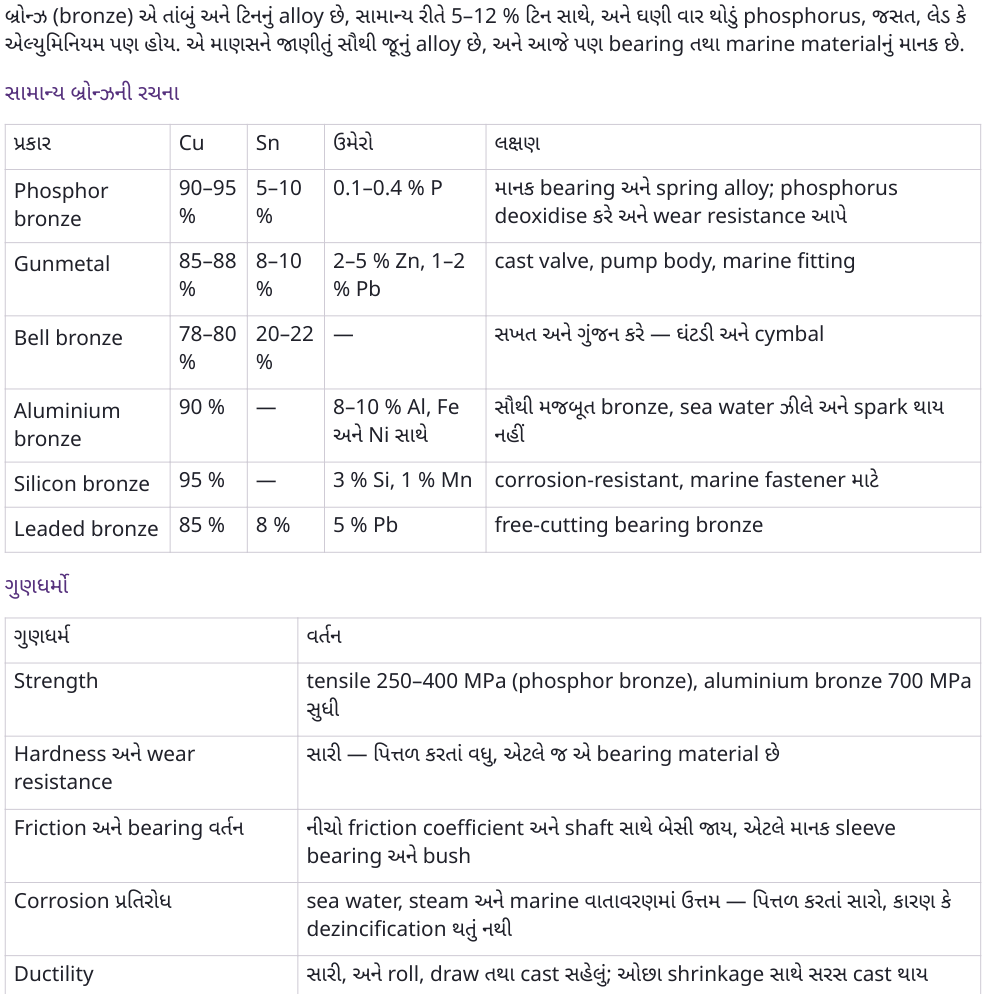 બ્રોન્ઝ (bronze) એ તાંબું અને ટિનનું alloy છે, સામાન્ય રીતે 5–12 % ટિન સાથે, અને ઘણી વાર થોડું phosphorus, જસત, લેડ કે
એલ્યુમિનિયમ પણ હોય. એ માણસને જાણીતું સૌથી જૂનું alloy છે, અને આજે પણ bearing તથા marine materialનું માનક છે.
સામાન્ય બ્રોન્ઝની રચના
પ્રકાર Cu Sn ઉમેરો લક્ષણ
Phosphor 90–95 5–10 0.1–0.4 % P માનક bearing અને spring alloy; phosphorus
bronze % % deoxidise કરે અને wear resistance આપે
Gunmetal 85–88 8–10 2–5 % Zn, 1–2 cast valve, pump body, marine fitting
% % % Pb
Bell bronze 78–80 20–22 — સખત અને ગુંજન કરે — ઘંટડી અને cymbal
% %
Aluminium 90 % — 8–10 % Al, Fe સૌથી મજબૂત bronze, sea water ઝીલે અને spark થાય
bronze અને Ni સાથે નહીં
Silicon bronze 95 % — 3 % Si, 1 % Mn corrosion-resistant, marine fastener માટે
Leaded bronze 85 % 8 % 5 % Pb free-cutting bearing bronze
ગુણધર્મો
ગુણધર્મ વર્તન
Strength tensile 250–400 MPa (phosphor bronze), aluminium bronze 700 MPa
સુધી
Hardness અને wear સારી — પિત્તળ કરતાં વધુ, એટલે જ એ bearing material છે
resistance
Friction અને bearing વર્તન નીચો friction coefficient અને shaft સાથે બેસી જાય, એટલે માનક sleeve
bearing અને bush
Corrosion પ્રતિરોધ sea water, steam અને marine વાતાવરણમાં ઉત્તમ — પિત્તળ કરતાં સારો, કારણ કે
dezincification થતું નથી
Ductility સારી, અને roll, draw તથા cast સહેલું; ઓછા shrinkage સાથે સરસ cast થાય